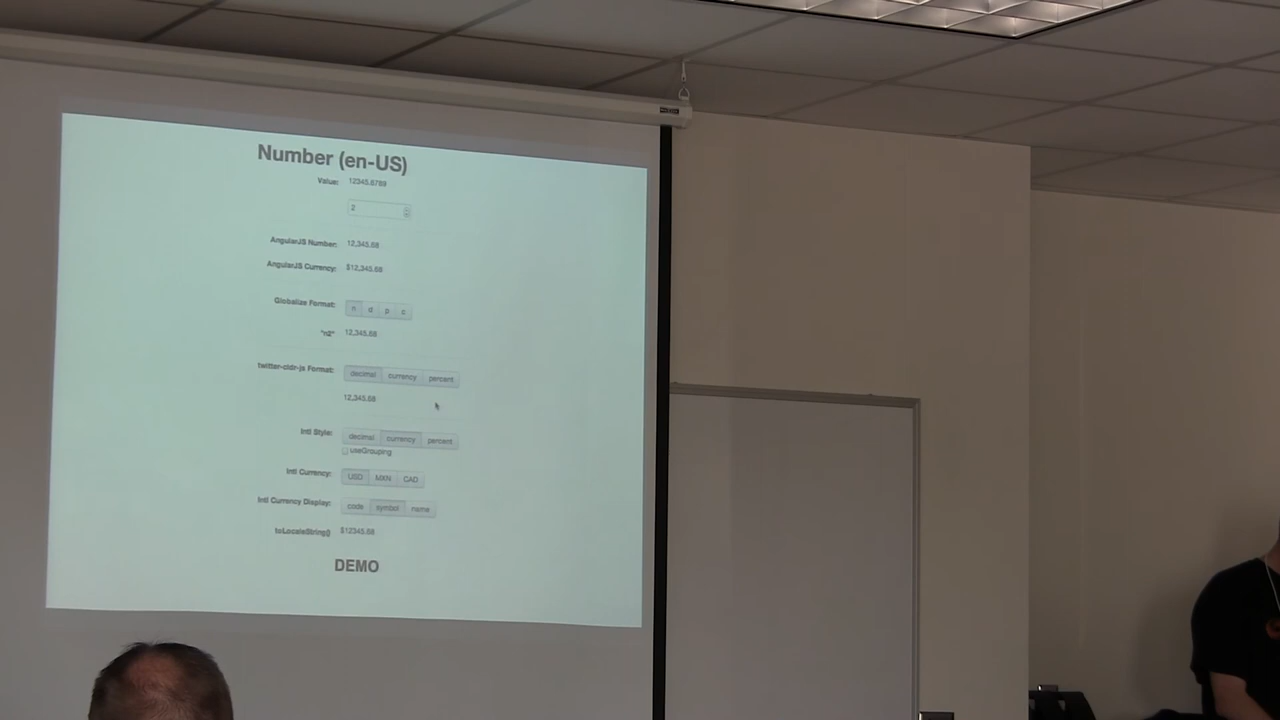 Number (en-US)
Value: 12345.6789
2
AngularJS Number: 12,345.68
AngularJS Currency: $12,345.68
Globalize Format: n d p c
"n2" 12,345.68
twitter-cldr-js Format: decimal currency percent
12,345.68
Intl Style: decimal currency percent
useGrouping
Intl Currency: USD MXN CAD
Intl Currency Display: code symbol name
toLocaleString() $12345.68
DEMO